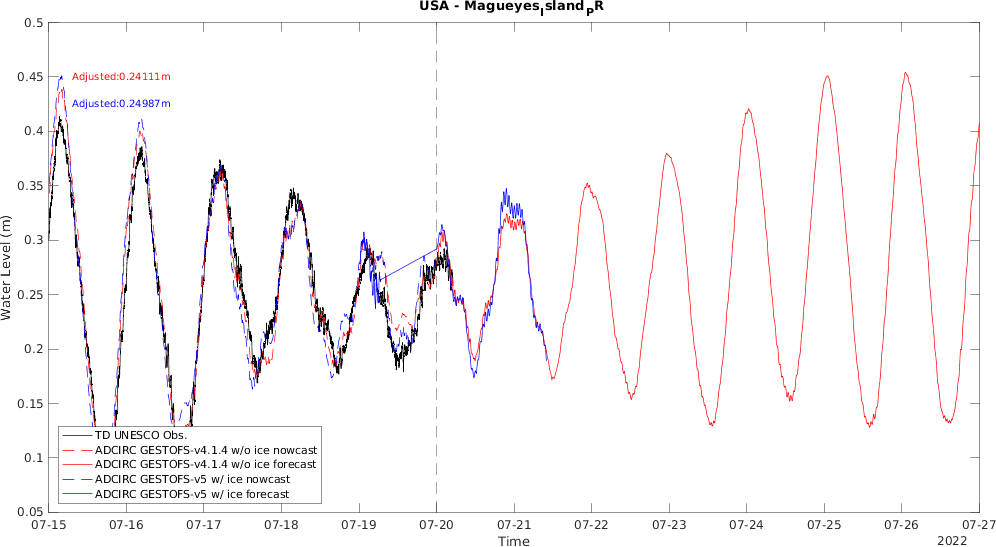 USA - Magueyes_Island_PR
0.5
0.45
0.4
0.35
0.3
0.25
0.2
0.15
0.1
0.05
Water Level (m)
Adjusted:0.24111m
Adjusted:0.24987m
TD UNESCO Obs.
ADCIRC GESTOFS-v4.1.4 w/o ice nowcast
ADCIRC GESTOFS-v4.1.4 w/o ice forecast
ADCIRC GESTOFS-v5 w/ ice nowcast
ADCIRC GESTOFS-v5 w/ ice forecast
07-15 07-16 07-17 07-18 07-19 07-20 07-21 07-22 07-23 07-24 07-25 07-26 07-27
Time
2022